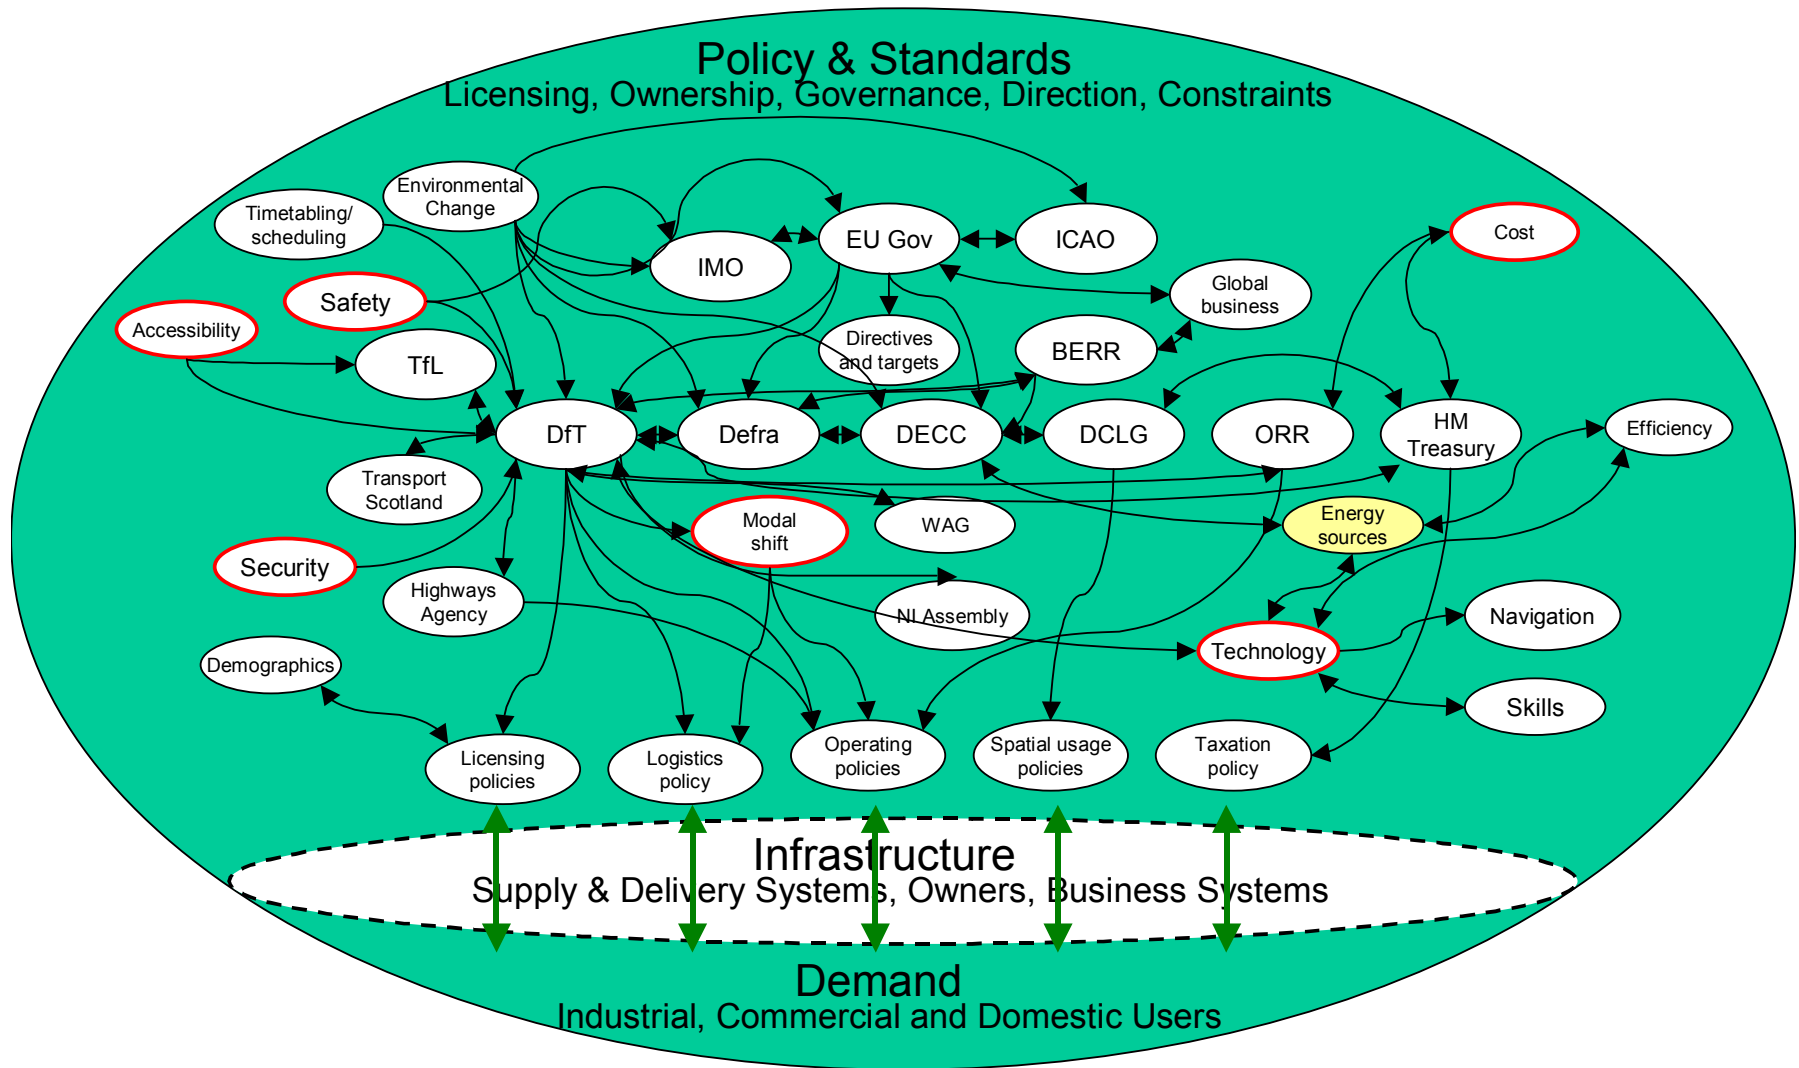 Policy & Standards
Licensing, Ownership, Governance, Direction, Constraints
Environmental
Change
Timetabling/
scheduling
EU Gov
ICAO
Cost
IMO
Safety
Global
business
Accessibility
Directives
and targets
BERR
TfL
DfT
Defra
DECC
DCLG
ORR
HM
Treasury
Efficiency
Transport
Scotland
Modal
shift
WAG
Energy
sources
Security
Highways
Agency
NI Assembly
Navigation
Technology
Demographics
Skills
Licensing
policies
Logistics
policy
Operating
policies
Spatial usage
policies
Taxation
policy
Infrastructure
Supply & Delivery Systems, Owners, Business Systems
Demand
Industrial, Commercial and Domestic Users